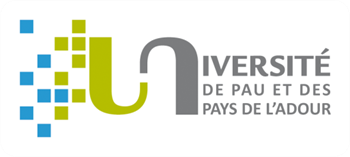 UNIVERSITÉ
DE PAU ET DES
PAYS DE L'ADOUR